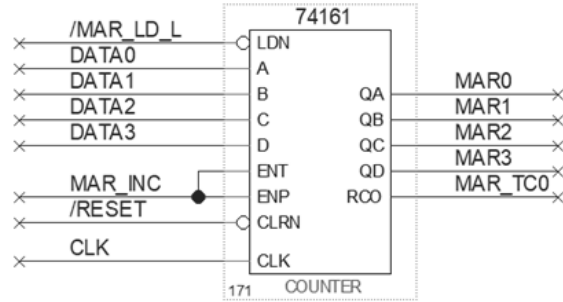 74161
/MAR_LD_L
LDN
DATA0
A
DATA1
B
QA
MAR0
DATA2
C
QB
MAR1
DATA3
D
QC
MAR2
ENT
QD
MAR3
MAR_INC
ENP
RCO
MAR_TC0
/RESET
CLRN
CLK
CLK
171
COUNTER